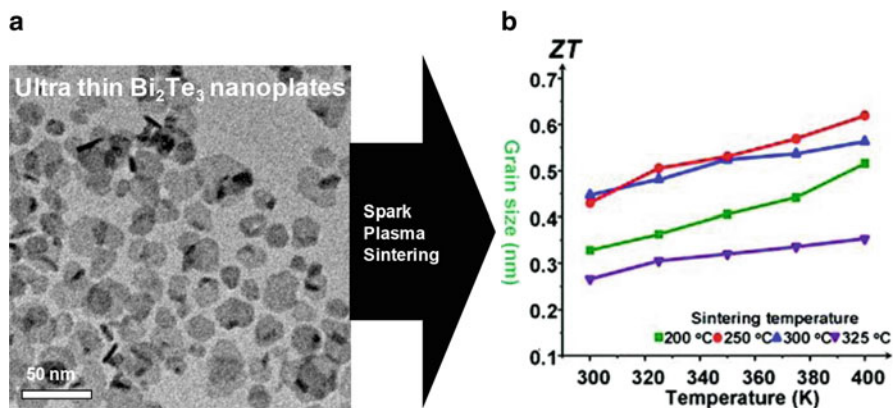 a
Ultra thin Bi₂Te₃ nanoplates
50 nm
Spark
Plasma
Sintering
b
ZT
Grain size (nm)
0.7
0.6
0.5
0.4
0.3
0.2
0.1
Sintering temperature
200 °C 250 °C 300 °C 325 °C
300 320 340 360 380 400
Temperature (K)